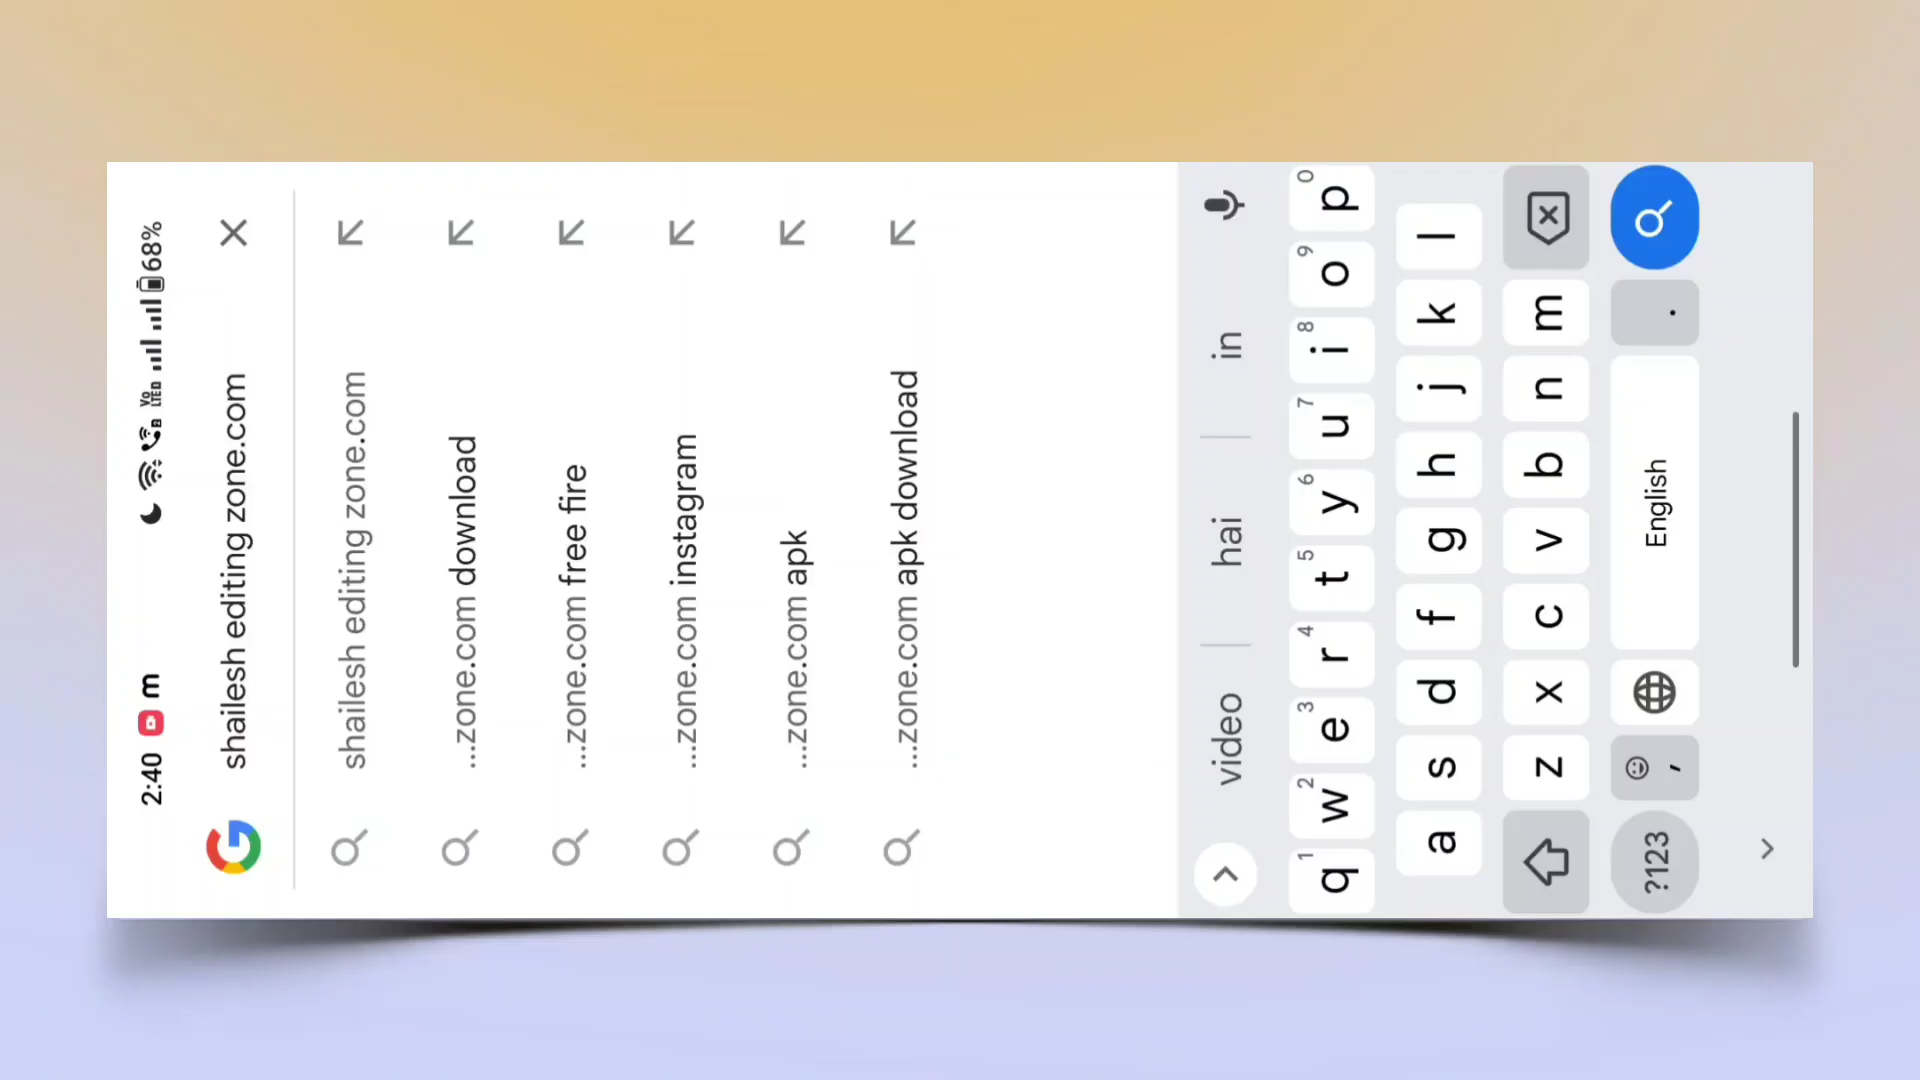 2:40 m VoLTE 68%
shailesh editing zone.com
shailesh editing zone.com
...zone.com download
...zone.com free fire
...zone.com instagram
...zone.com apk
...zone.com apk download
video hai in
1 2 3 4 5 6 7 8 9 0
q w e r t y u i o p
a s d f g h j k l
z x c v b n m
?123 , English .